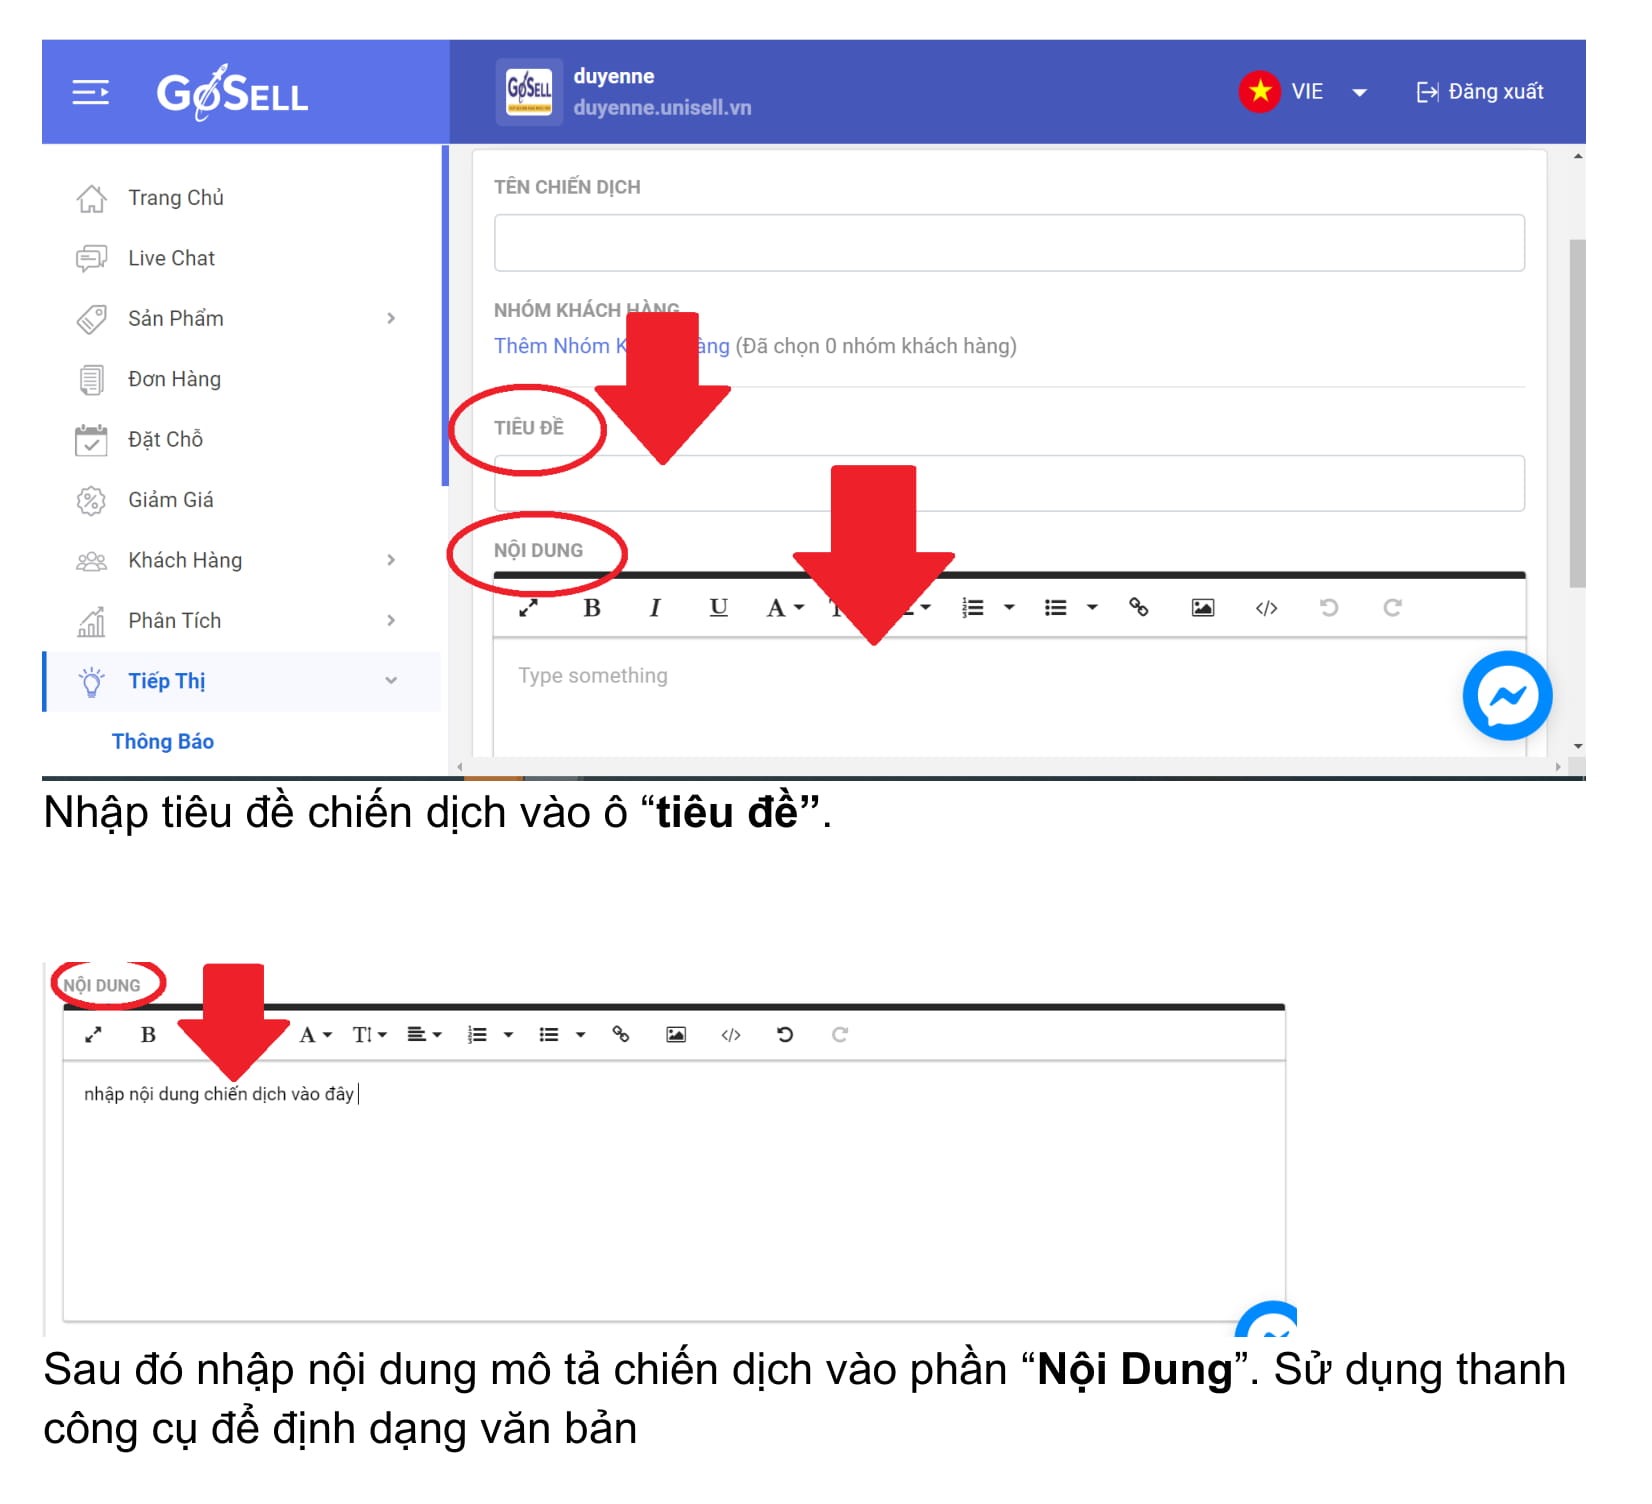 GoSELL
GoSELL
duyenne
duyenne.unisell.vn
VIE
Đăng xuất
Trang Chủ
Live Chat
Sản Phẩm
Đơn Hàng
Đặt Chỗ
Giảm Giá
Khách Hàng
Phân Tích
Tiếp Thị
Thông Báo
TÊN CHIẾN DỊCH
NHÓM KHÁCH HÀNG
Thêm Nhóm K àng (Đã chọn 0 nhóm khách hàng)
TIÊU ĐỀ
NỘI DUNG
B I U A
Type something
Nhập tiêu đề chiến dịch vào ô “tiêu đề”.
NỘI DUNG
B A T
nhập nội dung chiến dịch vào đây
Sau đó nhập nội dung mô tả chiến dịch vào phần “Nội Dung”. Sử dụng thanh
công cụ để định dạng văn bản